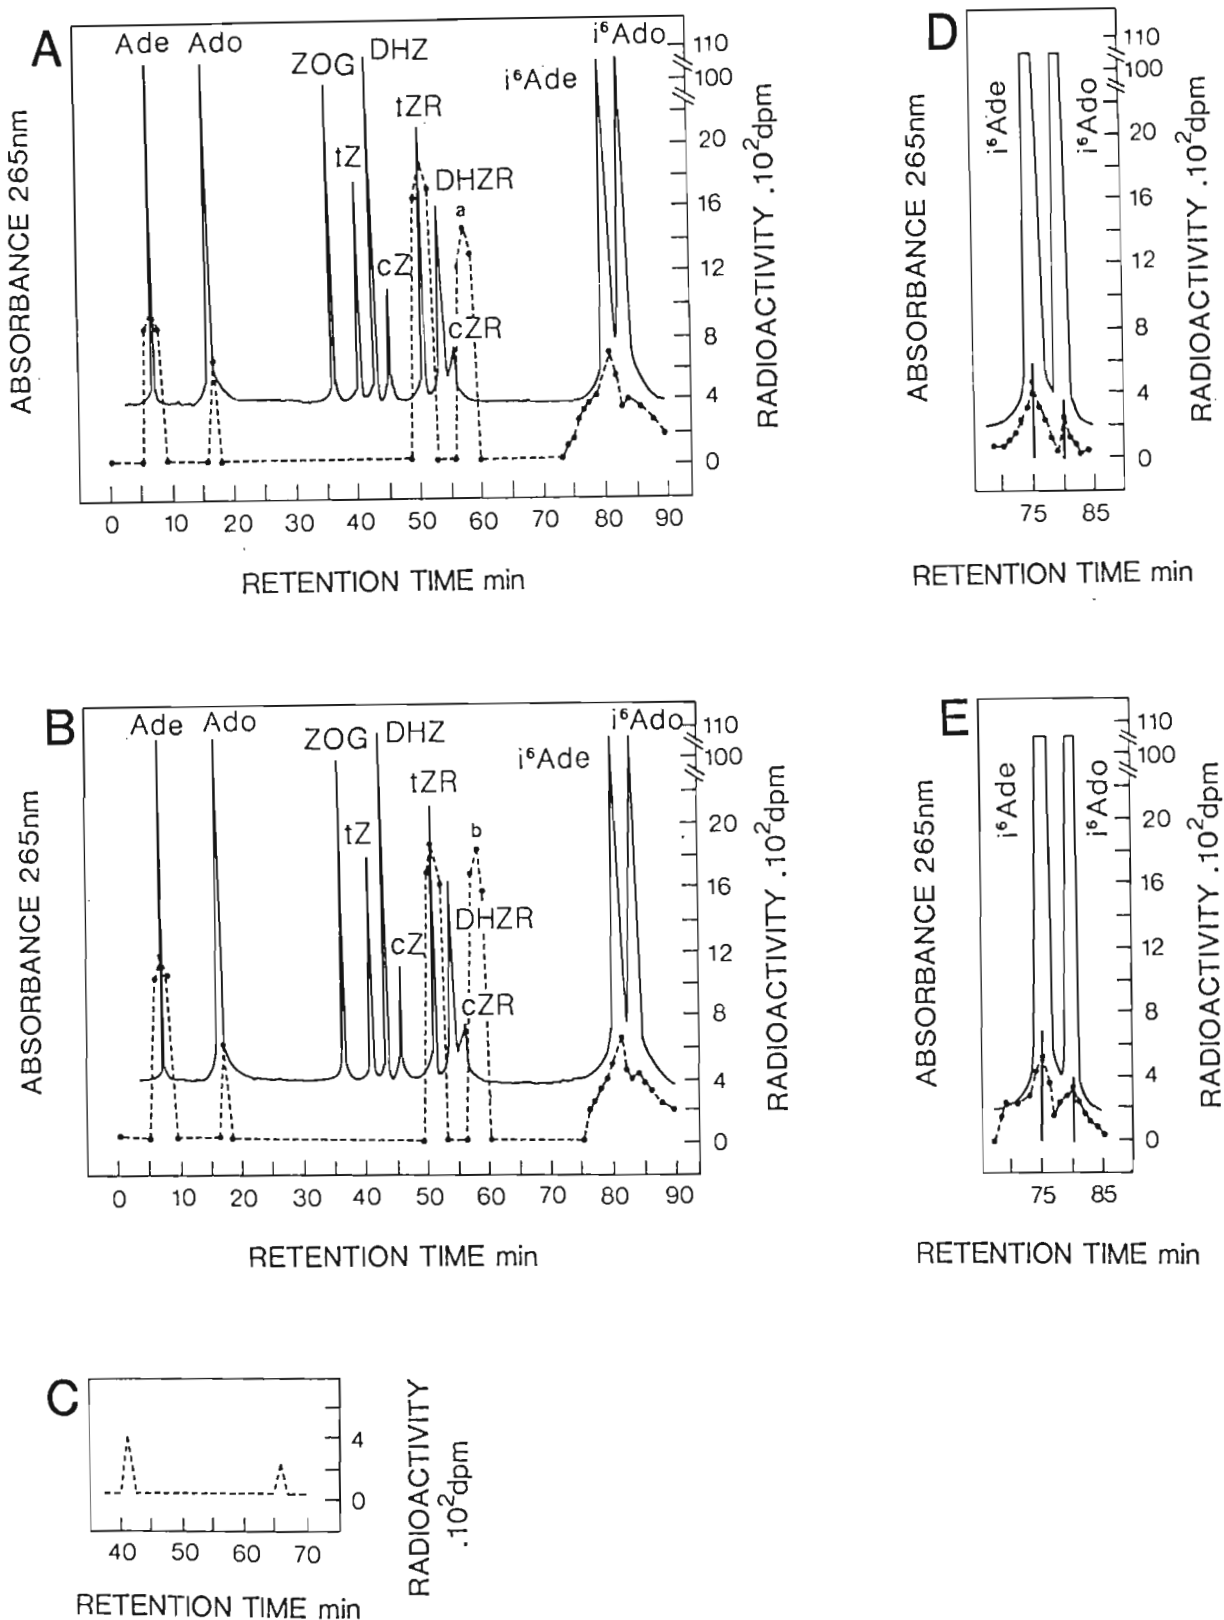 A
Ade
Ado
ZOG
DHZ
tZ
cZ
tZR
DHZR
a
cZR
i⁶Ade
i⁶Ado
110
100
20
16
12
8
4
0
ABSORBANCE 265nm
RADIOACTIVITY .10²dpm
0 10 20 30 40 50 60 70 80 90
RETENTION TIME min
D
i⁶Ade
i⁶Ado
110
100
20
16
12
8
4
0
ABSORBANCE 265nm
RADIOACTIVITY .10²dpm
75 85
RETENTION TIME min
B
Ade
Ado
ZOG
DHZ
tZ
cZ
tZR
DHZR
b
cZR
i⁶Ade
i⁶Ado
110
100
20
16
12
8
4
0
ABSORBANCE 265nm
RADIOACTIVITY .10²dpm
0 10 20 30 40 50 60 70 80 90
RETENTION TIME min
E
i⁶Ade
i⁶Ado
110
100
20
16
12
8
4
0
ABSORBANCE 265nm
RADIOACTIVITY .10²dpm
75 85
RETENTION TIME min
C
4
0
RADIOACTIVITY
.10²dpm
40 50 60 70
RETENTION TIME min